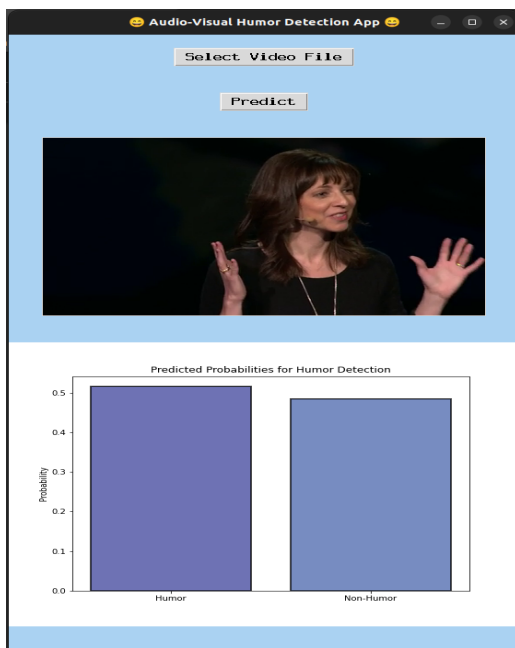 😄 Audio-Visual Humor Detection App 😄
Select Video File
Predict
Predicted Probabilities for Humor Detection
0.5
0.4
0.3
0.2
0.1
0.0
Probability
Humor
Non-Humor